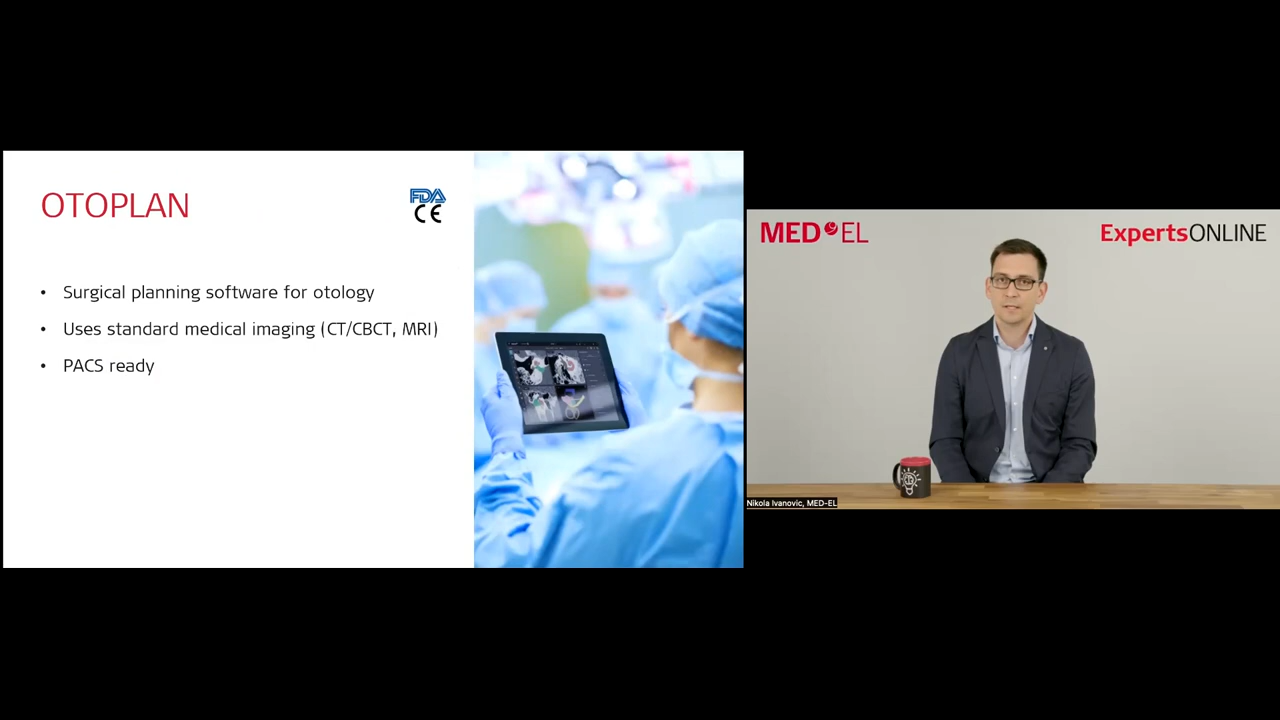 OTOPLAN
FDA
CE
• Surgical planning software for otology
• Uses standard medical imaging (CT/CBCT, MRI)
• PACS ready
MED EL
ExpertsONLINE
Nikola Ivanovic, MED-EL